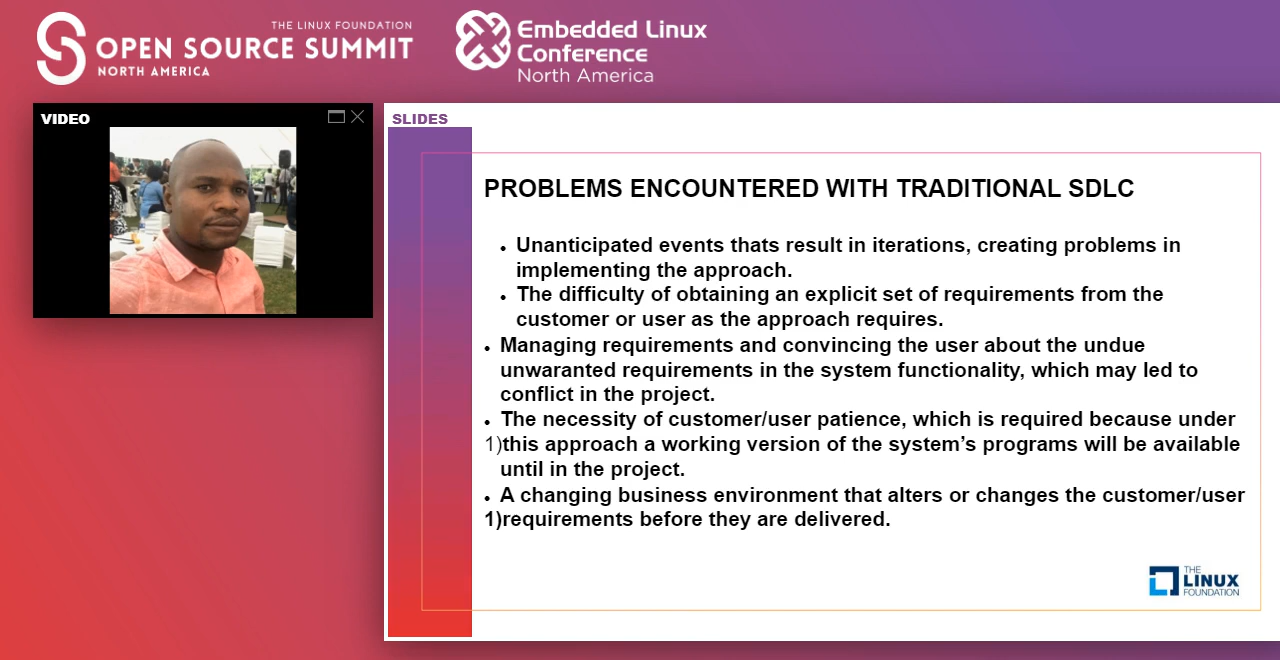 THE LINUX FOUNDATION
OPEN SOURCE SUMMIT
NORTH AMERICA
Embedded Linux
Conference
North America
VIDEO
SLIDES
PROBLEMS ENCOUNTERED WITH TRADITIONAL SDLC
• Unanticipated events thats result in iterations, creating problems in
implementing the approach.
• The difficulty of obtaining an explicit set of requirements from the
customer or user as the approach requires.
• Managing requirements and convincing the user about the undue
unwaranted requirements in the system functionality, which may led to
conflict in the project.
• The necessity of customer/user patience, which is required because under
1)this approach a working version of the system’s programs will be available
until in the project.
• A changing business environment that alters or changes the customer/user
1)requirements before they are delivered.
THE
LINUX
FOUNDATION